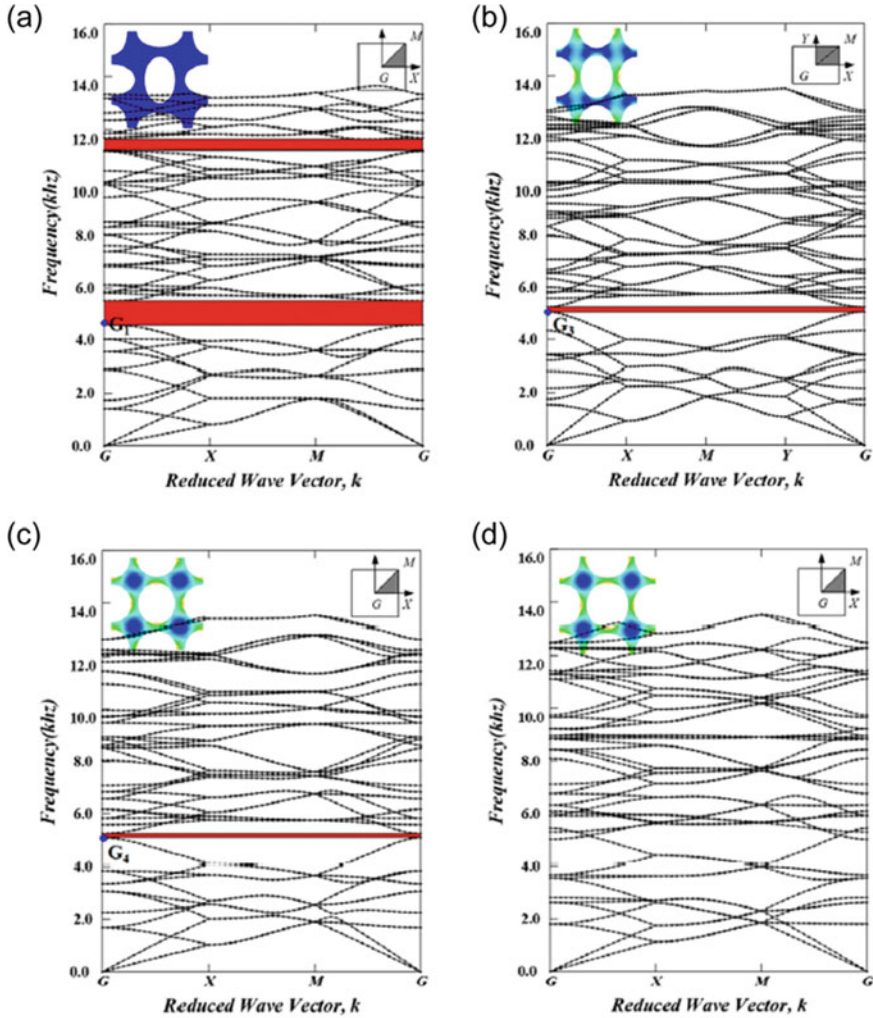 (a)
(b)
16.0
14.0
12.0
10.0
8.0
6.0
4.0
2.0
0.0
Frequency(khz)
G X M G
Reduced Wave Vector, k
G₁
M
G
X
16.0
14.0
12.0
10.0
8.0
6.0
4.0
2.0
0.0
Frequency(khz)
G X M Y G
Reduced Wave Vector, k
G₃
Y
M
G
X
(c)
(d)
16.0
14.0
12.0
10.0
8.0
6.0
4.0
2.0
0.0
Frequency(khz)
G X M G
Reduced Wave Vector, k
G₄
M
G
X
16.0
14.0
12.0
10.0
8.0
6.0
4.0
2.0
0.0
Frequency(khz)
G X M G
Reduced Wave Vector, k
M
G
X